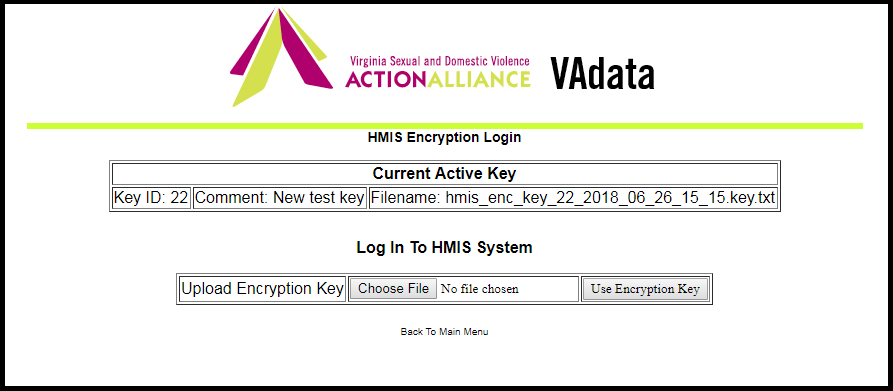 Virginia Sexual and Domestic Violence
ACTIONALLIANCE
VAdata
HMIS Encryption Login
Current Active Key
Key ID: 22 Comment: New test key Filename: hmis_enc_key_22_2018_06_26_15_15.key.txt
Log In To HMIS System
Upload Encryption Key Choose File No file chosen Use Encryption Key
Back To Main Menu